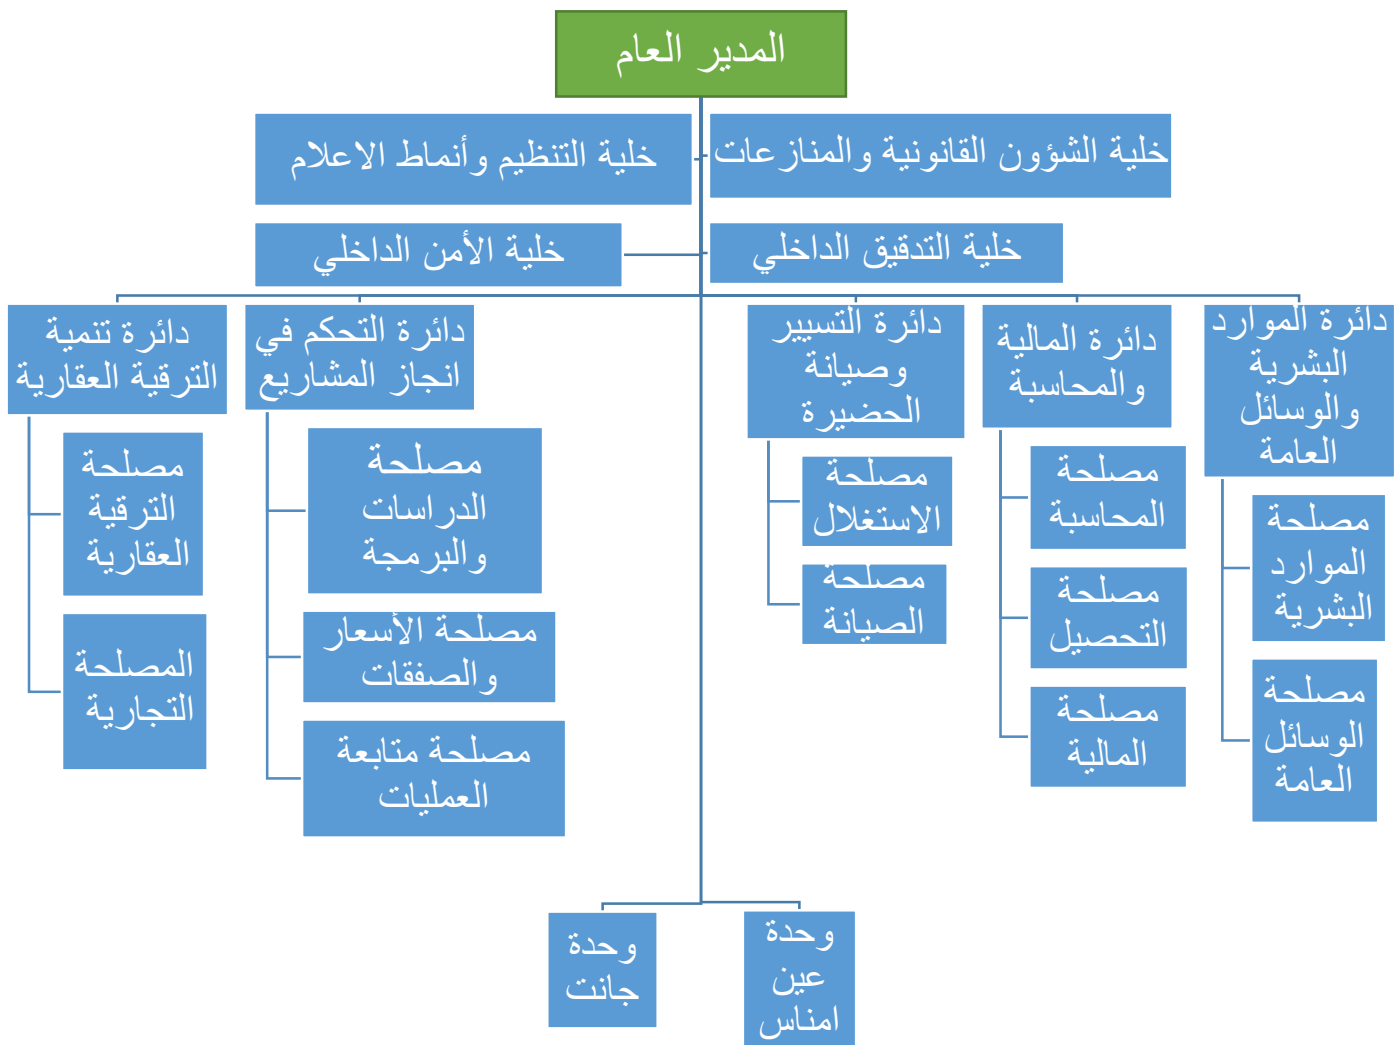 المدير العام
خلية الشؤون القانونية والمنازعات
خلية التنظيم وأنماط الاعلام
خلية التدقيق الداخلي
خلية الأمن الداخلي
دائرة الموارد
البشرية
والوسائل
العامة
مصلحة
الموارد
البشرية
مصلحة
الوسائل
العامة
دائرة المالية
والمحاسبة
مصلحة
المحاسبة
مصلحة
التحصيل
مصلحة
المالية
دائرة التسيير
وصيانة
الحضيرة
مصلحة
الاستغلال
مصلحة
الصيانة
دائرة التحكم في
انجاز المشاريع
مصلحة
الدراسات
والبرمجة
مصلحة الأسعار
والصفقات
مصلحة متابعة
العمليات
دائرة تنمية
الترقية العقارية
مصلحة
الترقية
العقارية
المصلحة
التجارية
وحدة
عين
امناس
وحدة
جانت